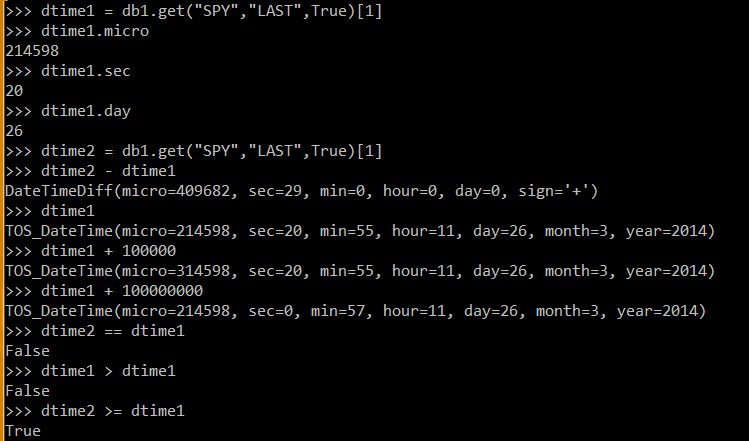 >>> dtime1 = db1.get("SPY","LAST",True)[1]
>>> dtime1.micro
214598
>>> dtime1.sec
20
>>> dtime1.day
26
>>> dtime2 = db1.get("SPY","LAST",True)[1]
>>> dtime2 - dtime1
DateTimeDiff(micro=409682, sec=29, min=0, hour=0, day=0, sign='+')
>>> dtime1
TOS_DateTime(micro=214598, sec=20, min=55, hour=11, day=26, month=3, year=2014)
>>> dtime1 + 100000
TOS_DateTime(micro=314598, sec=20, min=55, hour=11, day=26, month=3, year=2014)
>>> dtime1 + 100000000
TOS_DateTime(micro=214598, sec=0, min=57, hour=11, day=26, month=3, year=2014)
>>> dtime2 == dtime1
False
>>> dtime1 > dtime1
False
>>> dtime2 >= dtime1
True